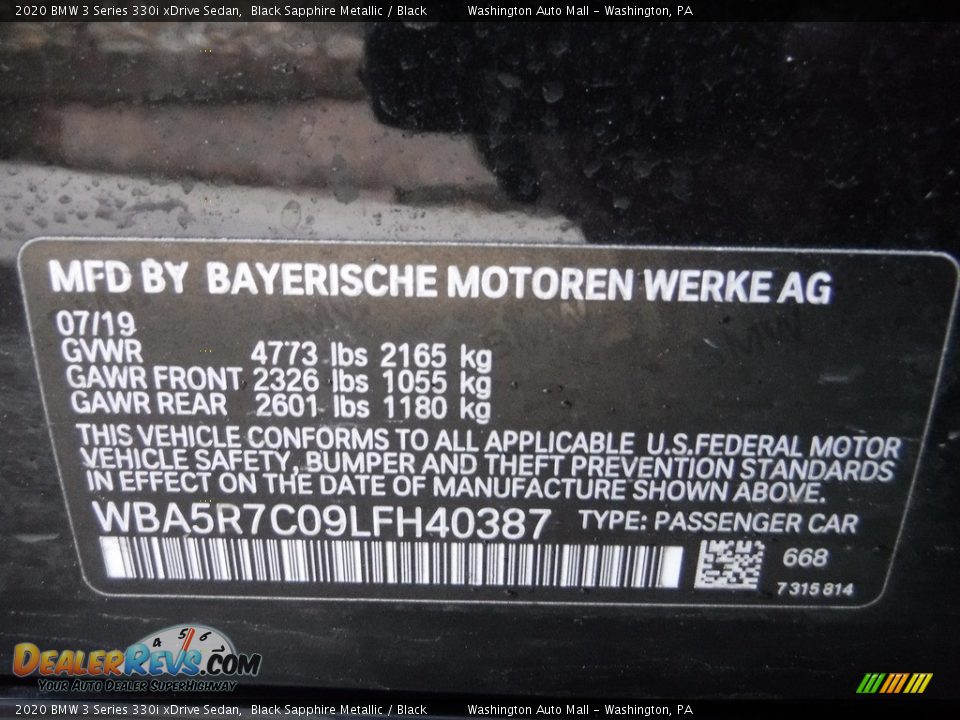 2020 BMW 3 Series 330i xDrive Sedan,  Black Sapphire Metallic / Black          Washington Auto Mall - Washington, PA
MFD BY BAYERISCHE MOTOREN WERKE AG
07/19
GVWR 4773 lbs 2165 kg
GAWR FRONT 2326 lbs 1055 kg
GAWR REAR 2601 lbs 1180 kg
THIS VEHICLE CONFORMS TO ALL APPLICABLE U.S.FEDERAL MOTOR
VEHICLE SAFETY, BUMPER AND THEFT PREVENTION STANDARDS
IN EFFECT ON THE DATE OF MANUFACTURE SHOWN ABOVE.
WBA5R7C09LFH40387 TYPE: PASSENGER CAR
668
7315814
4 5 6
DealerRevs.com
Your Auto Dealer SuperHighway
2020 BMW 3 Series 330i xDrive Sedan,  Black Sapphire Metallic / Black          Washington Auto Mall - Washington, PA